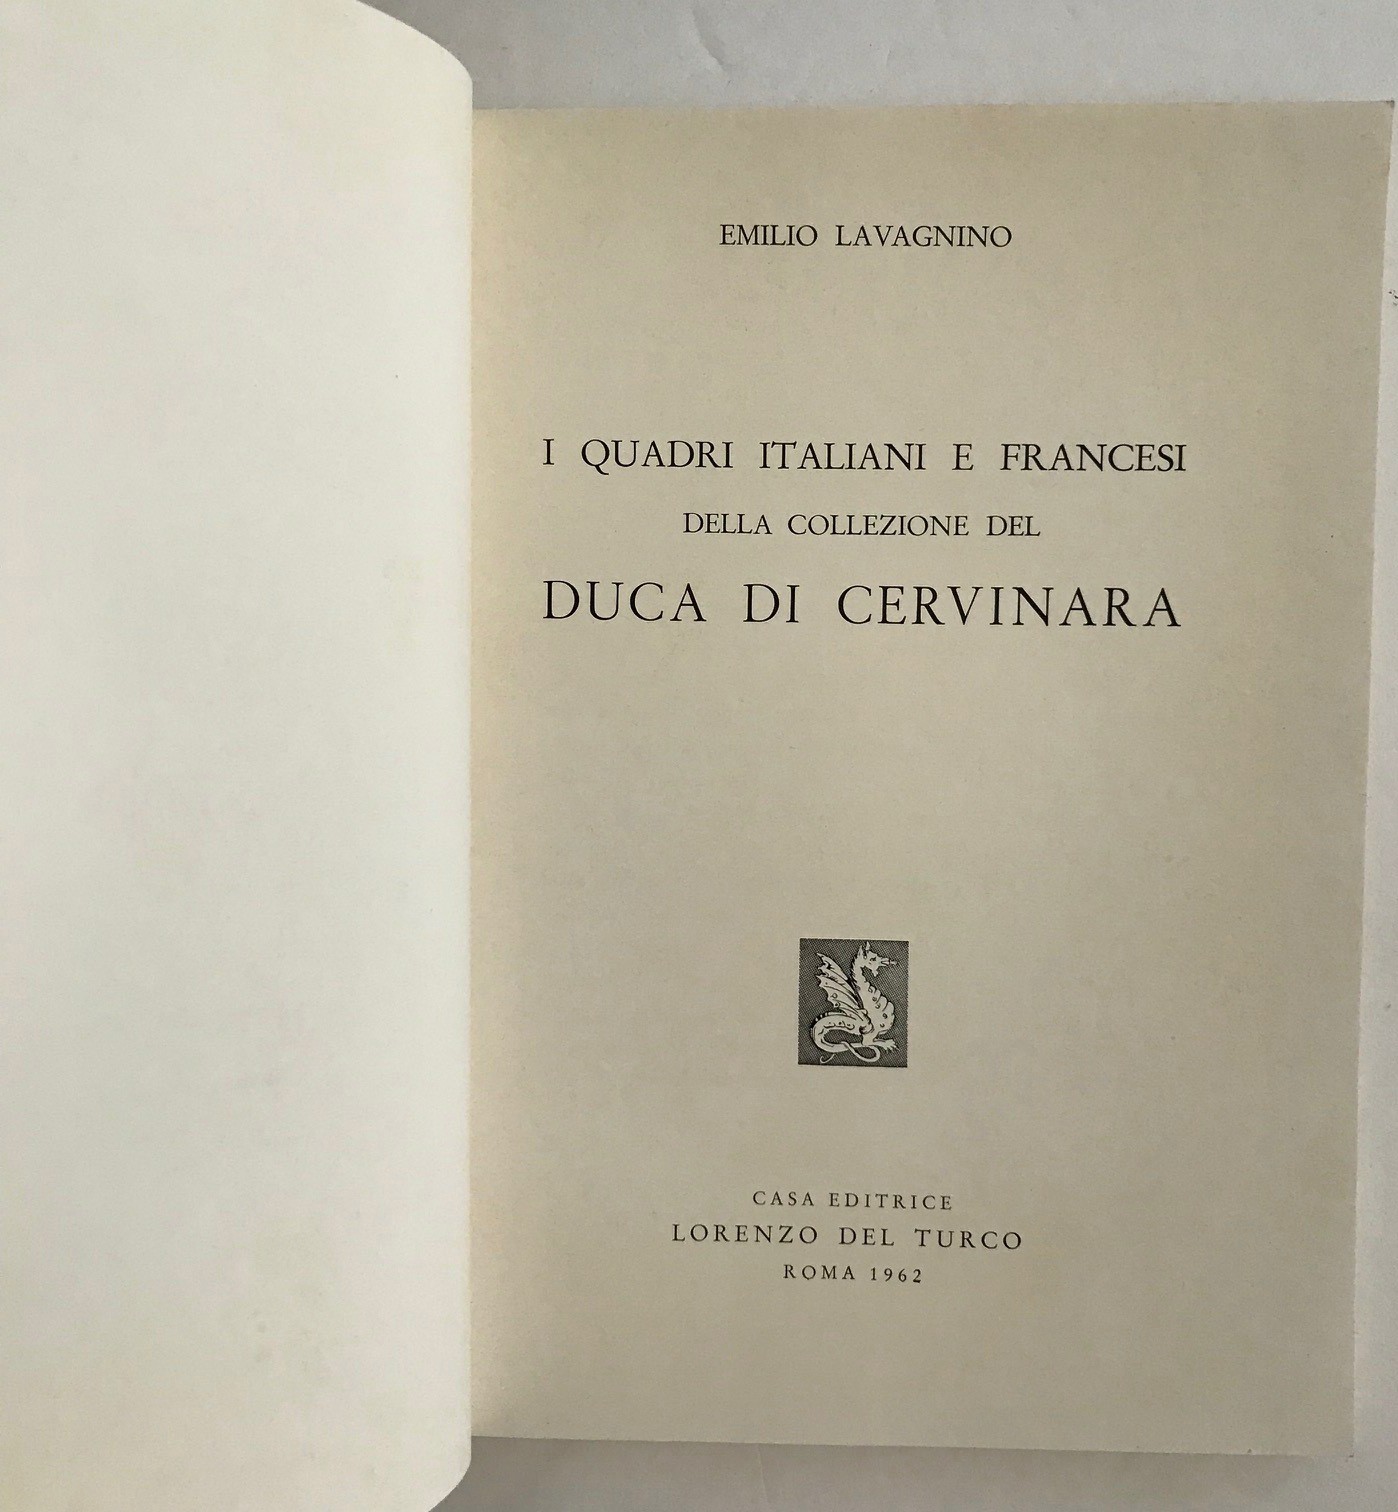 EMILIO LAVAGNINO
I QUADRI ITALIANI E FRANCESI
DELLA COLLEZIONE DEL
DUCA DI CERVINARA
CASA EDITRICE
LORENZO DEL TURCO
ROMA 1962